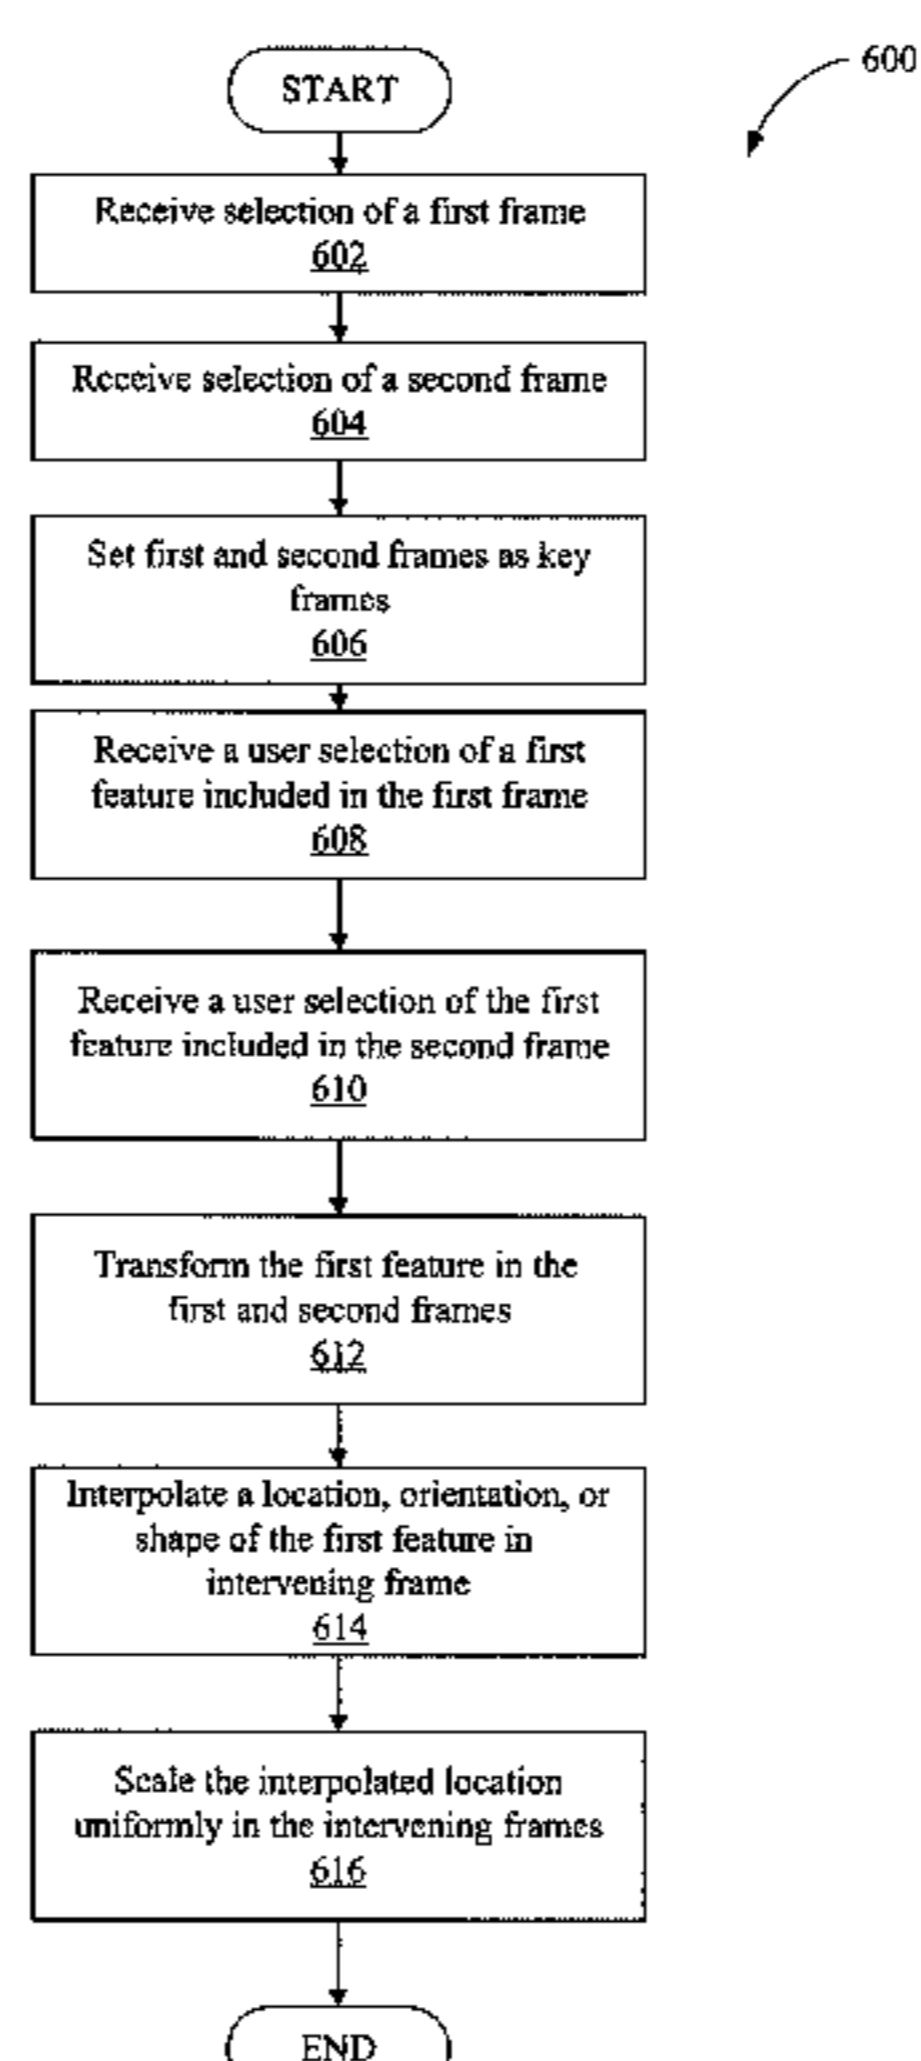 600
START
Receive selection of a first frame
602
Receive selection of a second frame
604
Set first and second frames as key
frames
606
Receive a user selection of a first
feature included in the first frame
608
Receive a user selection of the first
feature included in the second frame
610
Transform the first feature in the
first and second frames
612
Interpolate a location, orientation, or
shape of the first feature in
intervening frame
614
Scale the interpolated location
uniformly in the intervening frames
616
END